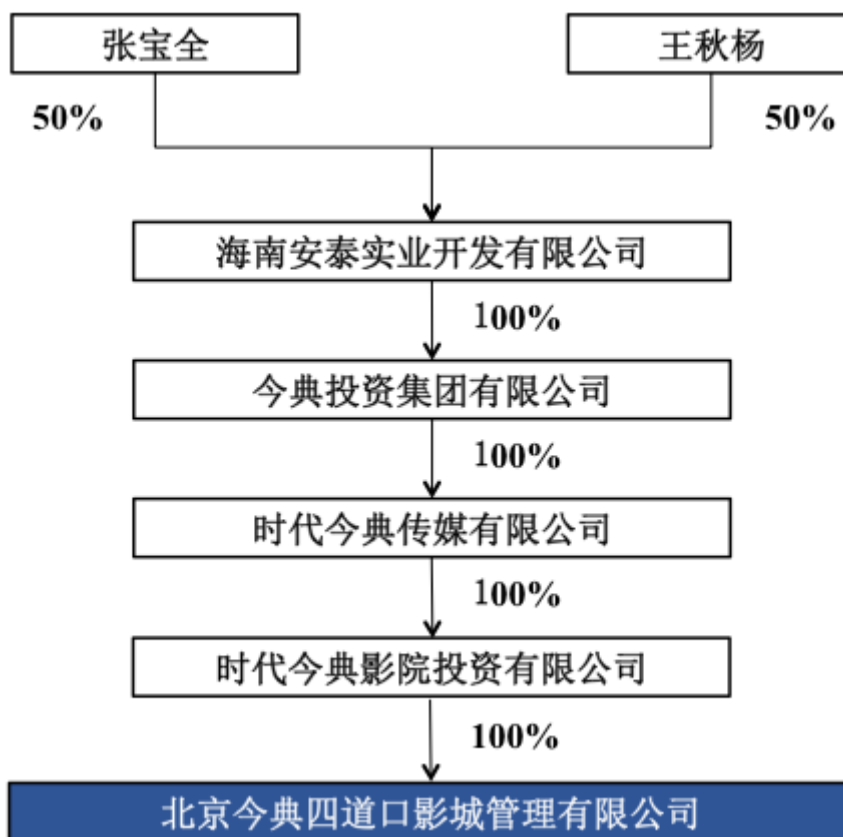 张宝全
王秋杨
50%
50%
海南安泰实业开发有限公司
100%
今典投资集团有限公司
100%
时代今典传媒有限公司
100%
时代今典影院投资有限公司
100%
北京今典四道口影城管理有限公司